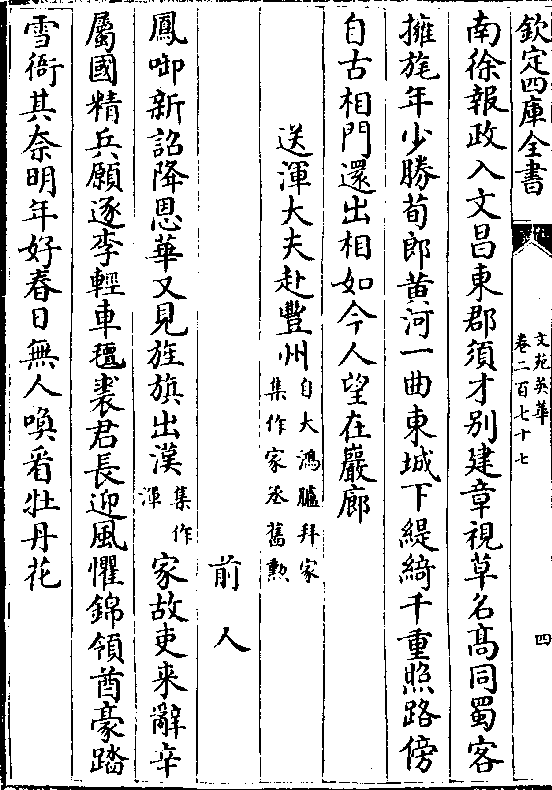 欽定四庫全書
文苑英華
卷二百七十七
四
南徐報政入文昌東郡須才别建章視草名髙同蜀客
擁旄年少勝荀郎黄河一曲東城下緹綺千重照路傍
自古相門還出相如今人望在巖廊
送渾大夫赴豐州自大鴻臚拜家
集作家丞舊勲
前人
鳳啣新詔降恩華又見旌旗出漢集作
渾家故吏来辭辛
屬國精兵願逐李輕車氊裘君長迎風懼錦領酋豪踏
雪衙其奈明年好春日無人喚看牡丹花